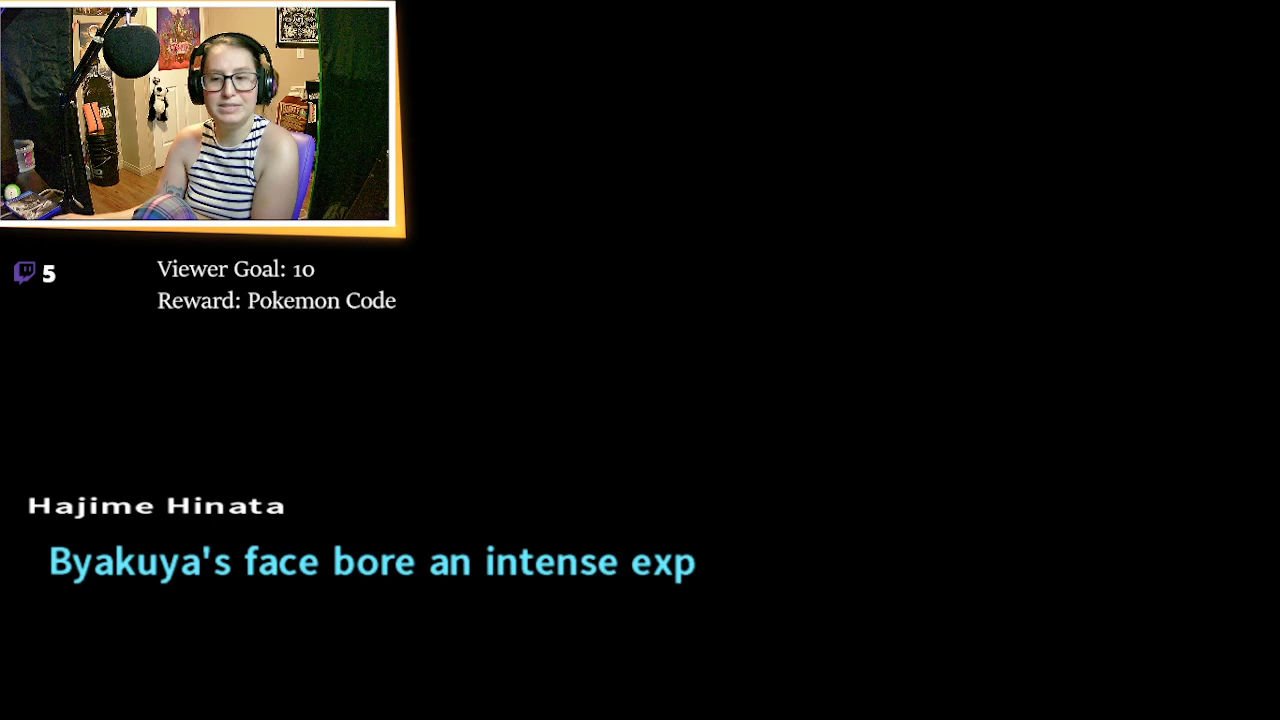 5
Viewer Goal: 10
Reward: Pokemon Code
Hajime Hinata
Byakuya's face bore an intense exp